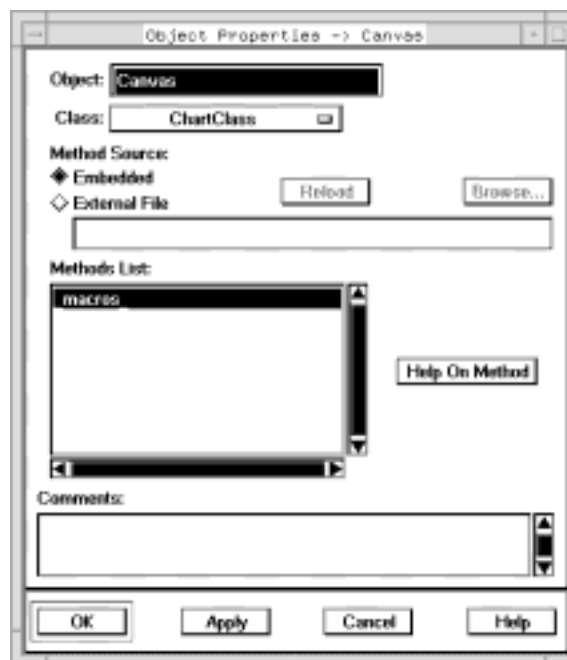 Object Properties -> Canvas
Object: Canvas
Class: ChartClass
Method Source:
Embedded
Reload Browse...
External File
Methods List:
macros
Help On Method
Comments:
OK Apply Cancel Help